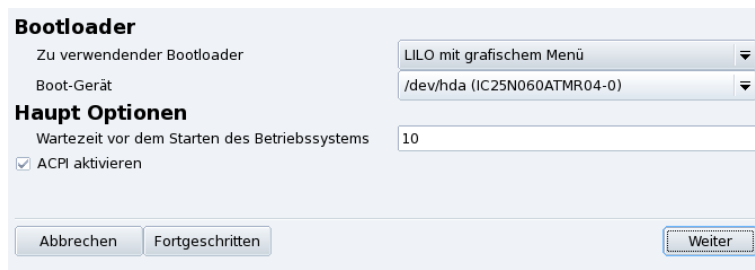 Bootloader
Zu verwendender Bootloader LILO mit grafischem Menü
Boot-Gerät /dev/hda (IC25N060ATMR04-0)
Haupt Optionen
Wartezeit vor dem Starten des Betriebssystems 10
ACPI aktivieren
Abbrechen Fortgeschritten Weiter